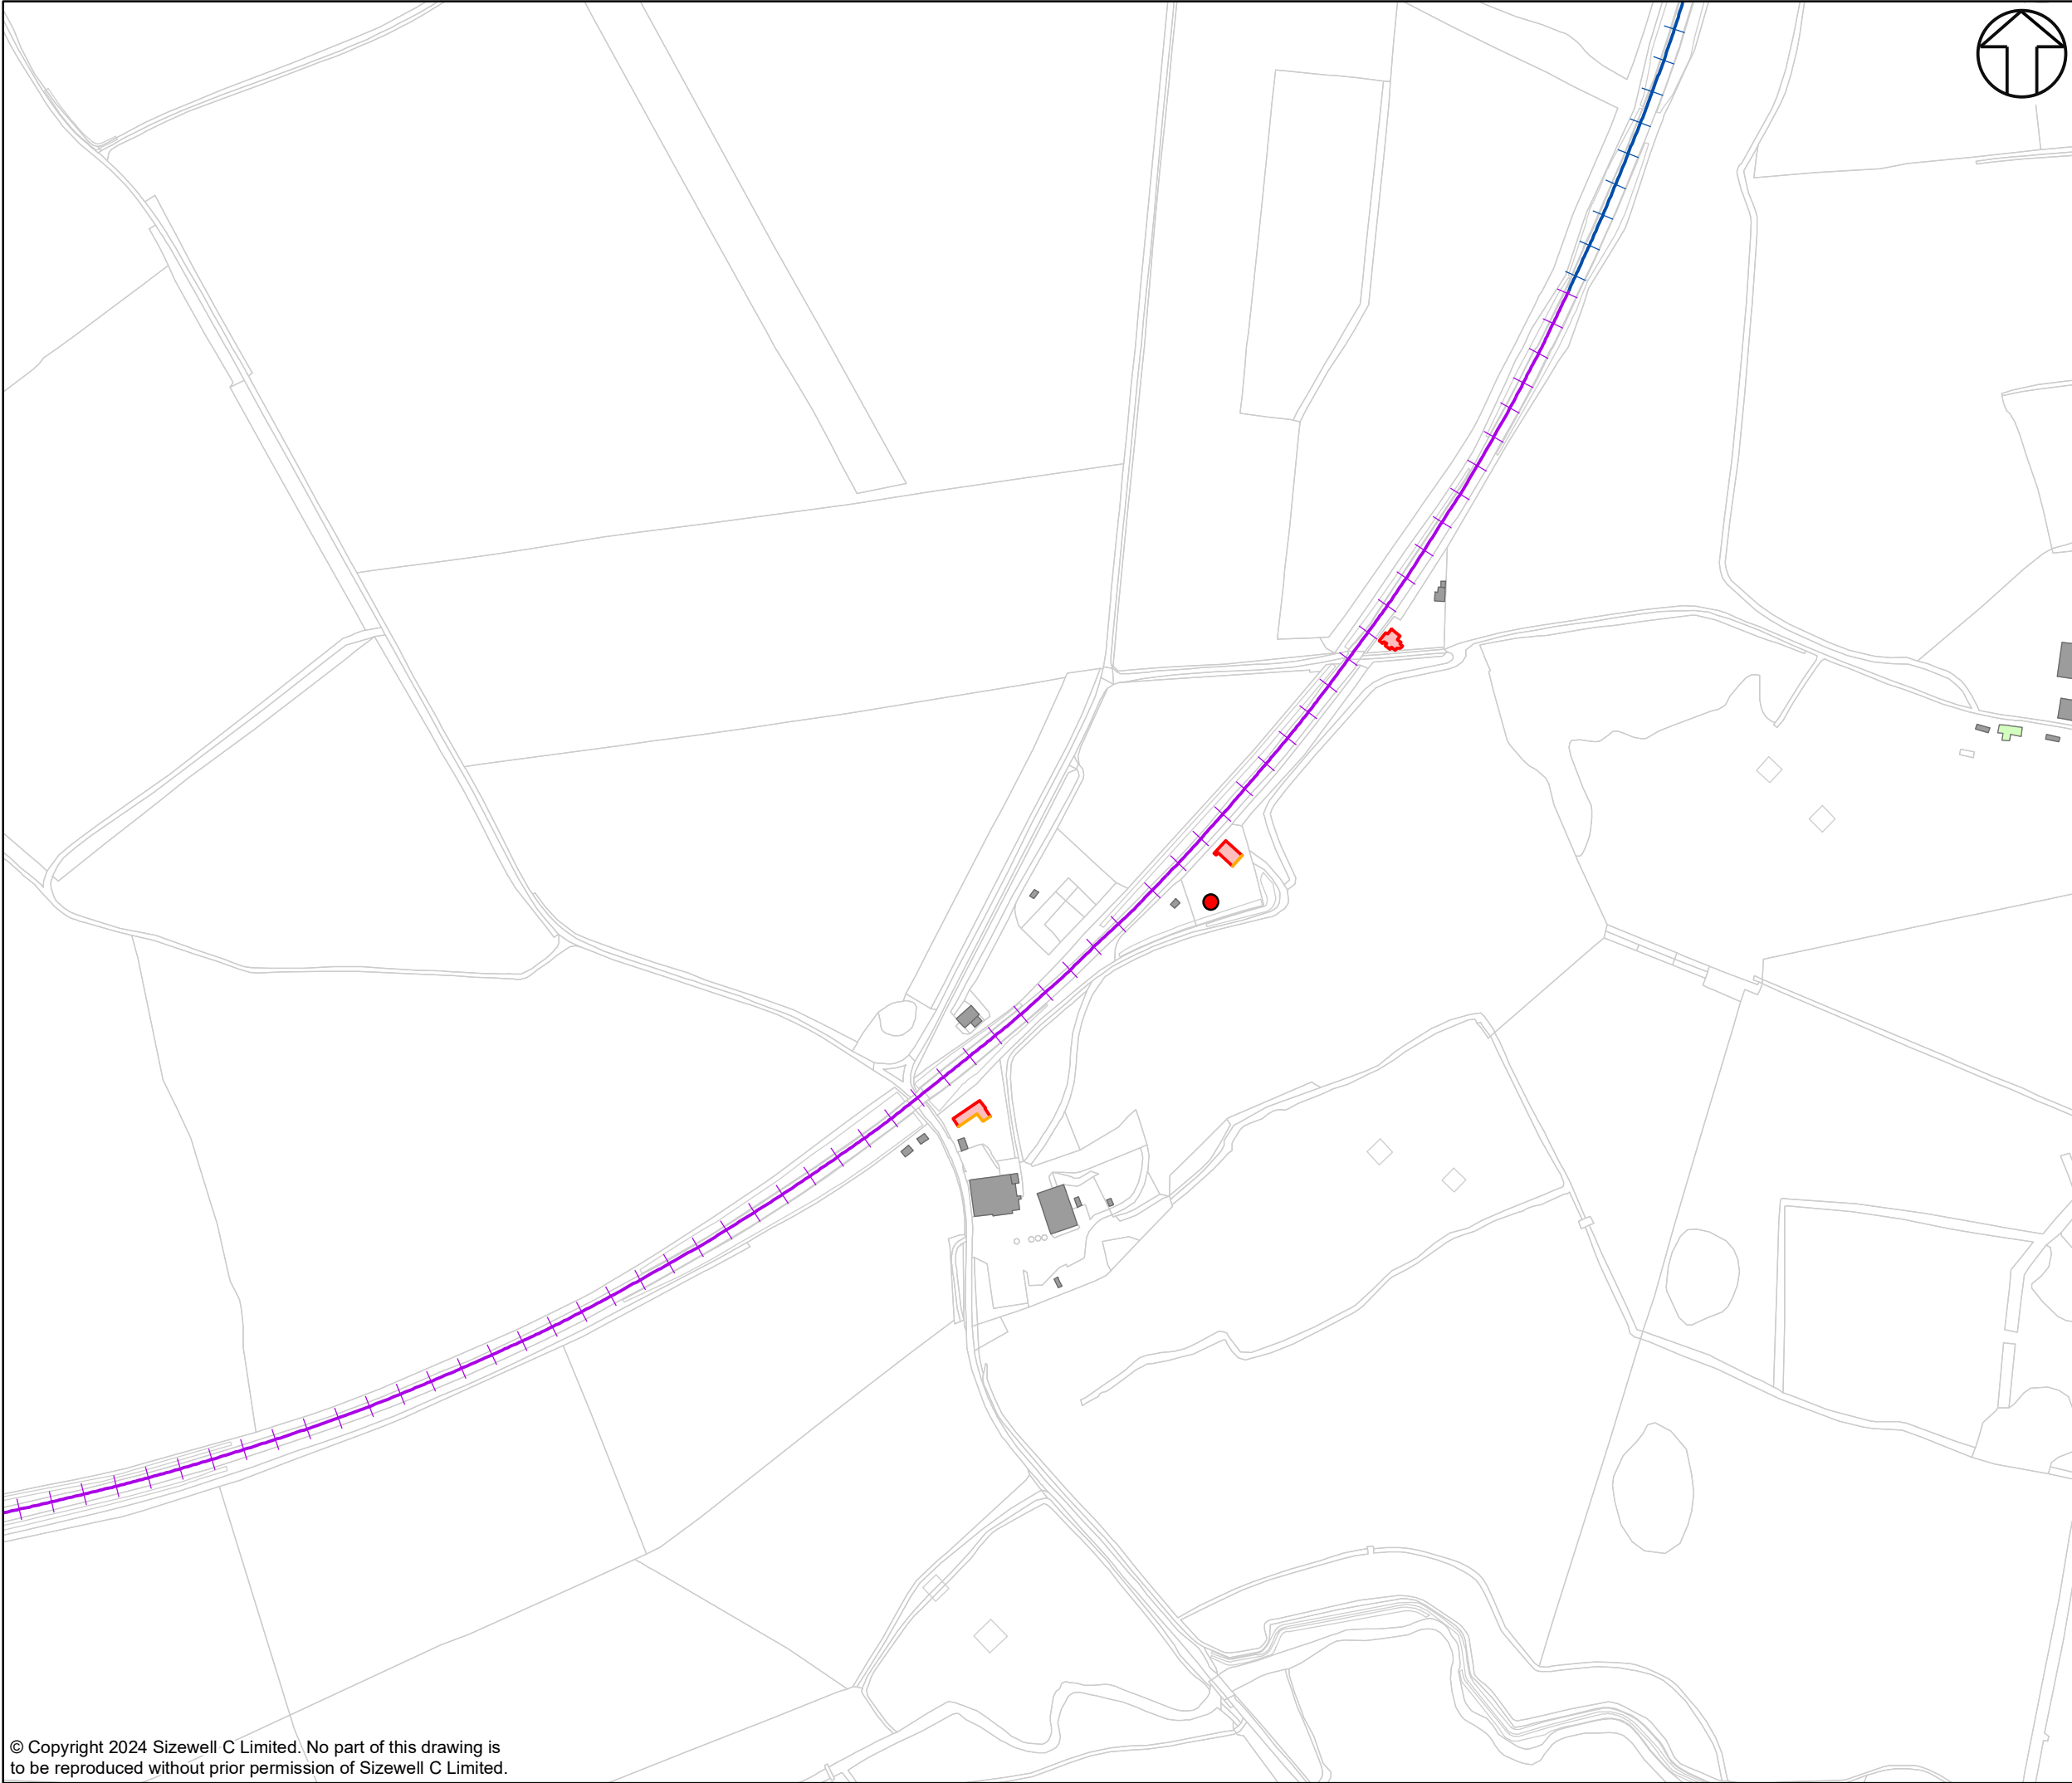 © Copyright 2024 Sizewell C Limited. No part of this drawing is
to be reproduced without prior permission of Sizewell C Limited.